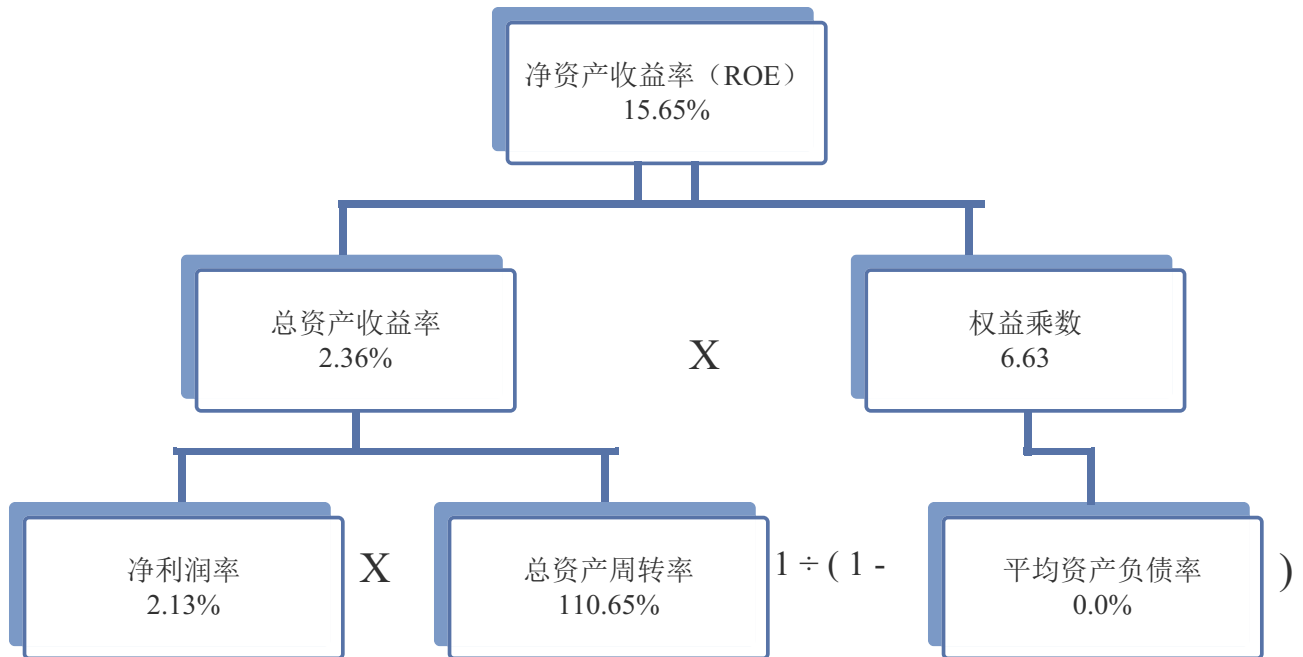 净资产收益率（ROE）
15.65%
总资产收益率
2.36%
X
权益乘数
6.63
净利润率
2.13%
X
总资产周转率
110.65%
1 ÷ ( 1 -
平均资产负债率
0.0%
)